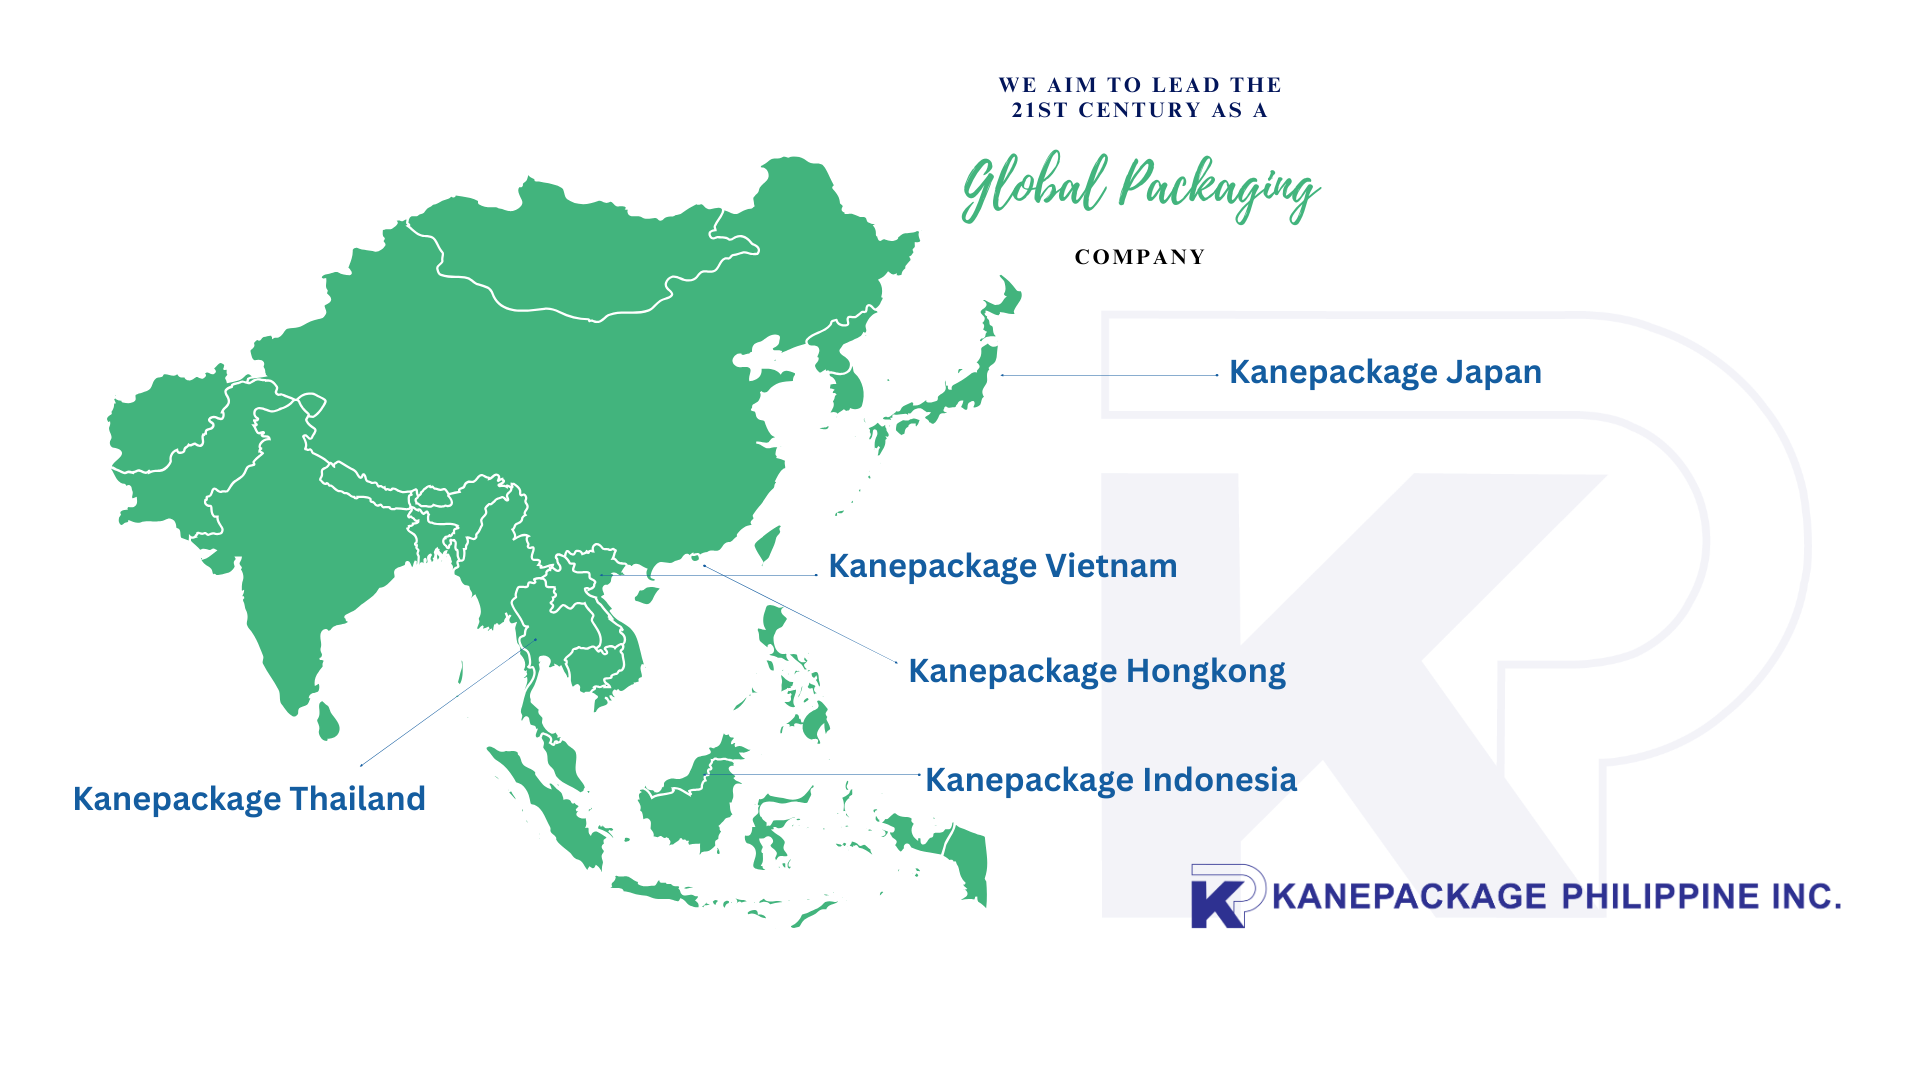 WE AIM TO LEAD THE
21ST CENTURY AS A
Global Packaging
COMPANY
Kanepackage Japan
Kanepackage Vietnam
Kanepackage Hongkong
Kanepackage Indonesia
Kanepackage Thailand
KP KANEPACKAGE PHILIPPINE INC.